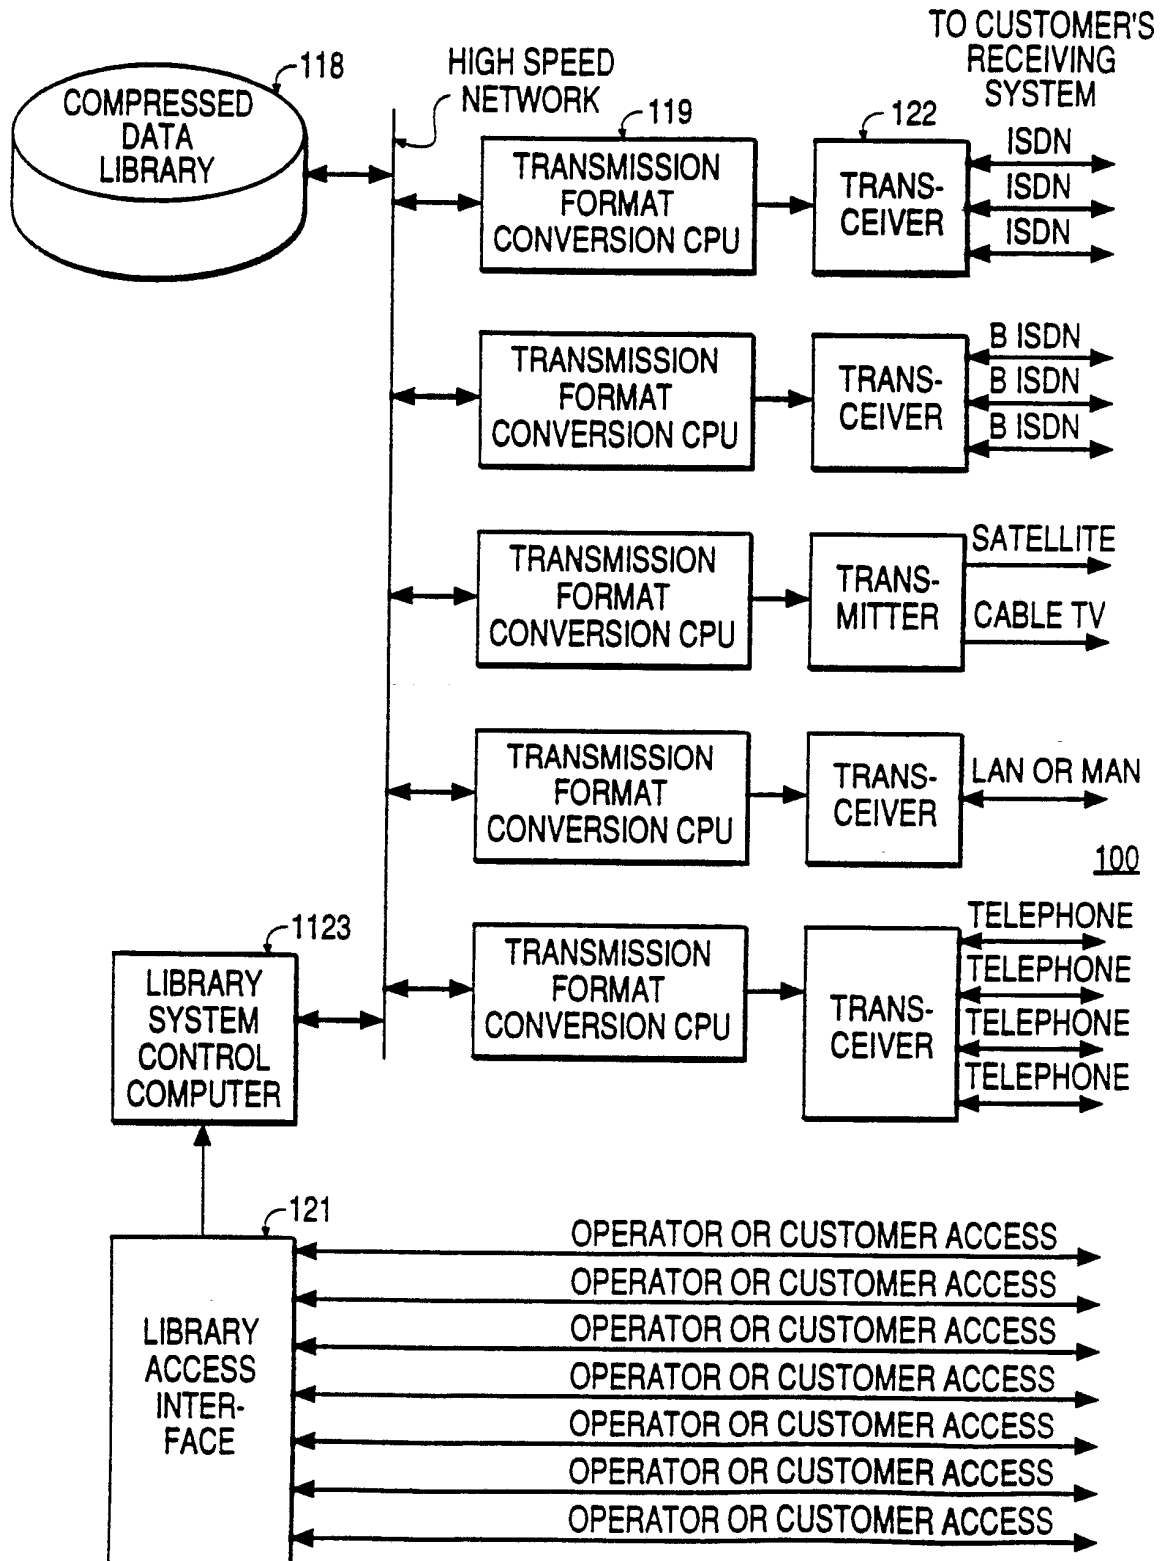 TO CUSTOMER'S
RECEIVING
SYSTEM
118
HIGH SPEED
NETWORK
COMPRESSED
DATA
LIBRARY
119
TRANSMISSION
FORMAT
CONVERSION CPU
122
TRANS-
CEIVER
ISDN
ISDN
ISDN
TRANSMISSION
FORMAT
CONVERSION CPU
TRANS-
CEIVER
B ISDN
B ISDN
B ISDN
TRANSMISSION
FORMAT
CONVERSION CPU
TRANS-
MITTER
SATELLITE
CABLE TV
TRANSMISSION
FORMAT
CONVERSION CPU
TRANS-
CEIVER
LAN OR MAN
100
1123
LIBRARY
SYSTEM
CONTROL
COMPUTER
TRANSMISSION
FORMAT
CONVERSION CPU
TRANS-
CEIVER
TELEPHONE
TELEPHONE
TELEPHONE
TELEPHONE
121
LIBRARY
ACCESS
INTER-
FACE
OPERATOR OR CUSTOMER ACCESS
OPERATOR OR CUSTOMER ACCESS
OPERATOR OR CUSTOMER ACCESS
OPERATOR OR CUSTOMER ACCESS
OPERATOR OR CUSTOMER ACCESS
OPERATOR OR CUSTOMER ACCESS
OPERATOR OR CUSTOMER ACCESS